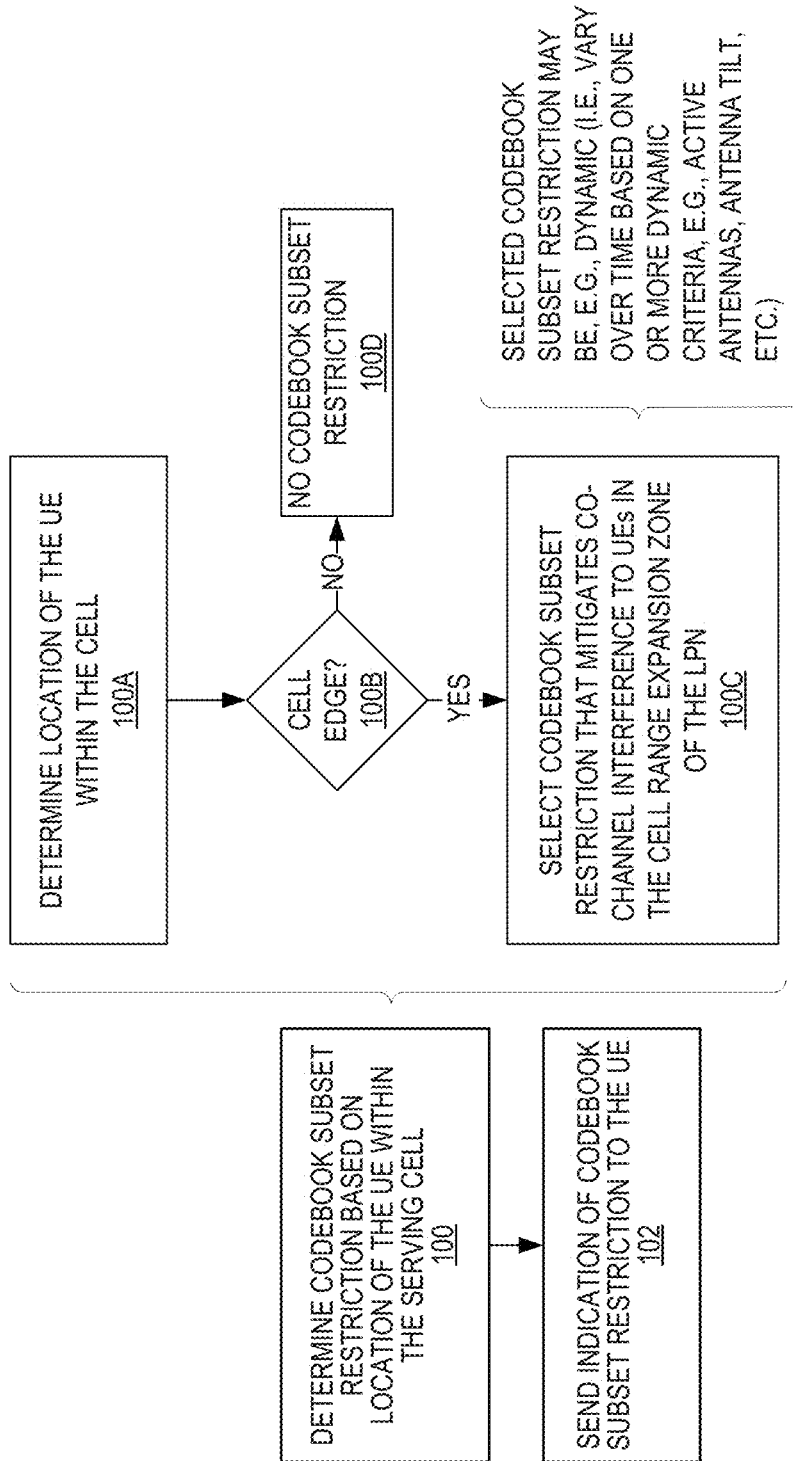 DETERMINE CODEBOOK SUBSET
RESTRICTION BASED ON
LOCATION OF THE UE WITHIN
THE SERVING CELL
100
SEND INDICATION OF CODEBOOK
SUBSET RESTRICTION TO THE UE
102
DETERMINE LOCATION OF THE UE
WITHIN THE CELL
100A
CELL
EDGE?
100B
NO
NO CODEBOOK SUBSET
RESTRICTION
100D
YES
SELECT CODEBOOK SUBSET
RESTRICTION THAT MITIGATES CO-
CHANNEL INTERFERENCE TO UEs IN
THE CELL RANGE EXPANSION ZONE
OF THE LPN
100C
SELECTED CODEBOOK
SUBSET RESTRICTION MAY
BE, E.G., DYNAMIC (I.E., VARY
OVER TIME BASED ON ONE
OR MORE DYNAMIC
CRITERIA, E.G., ACTIVE
ANTENNAS, ANTENNA TILT,
ETC.)